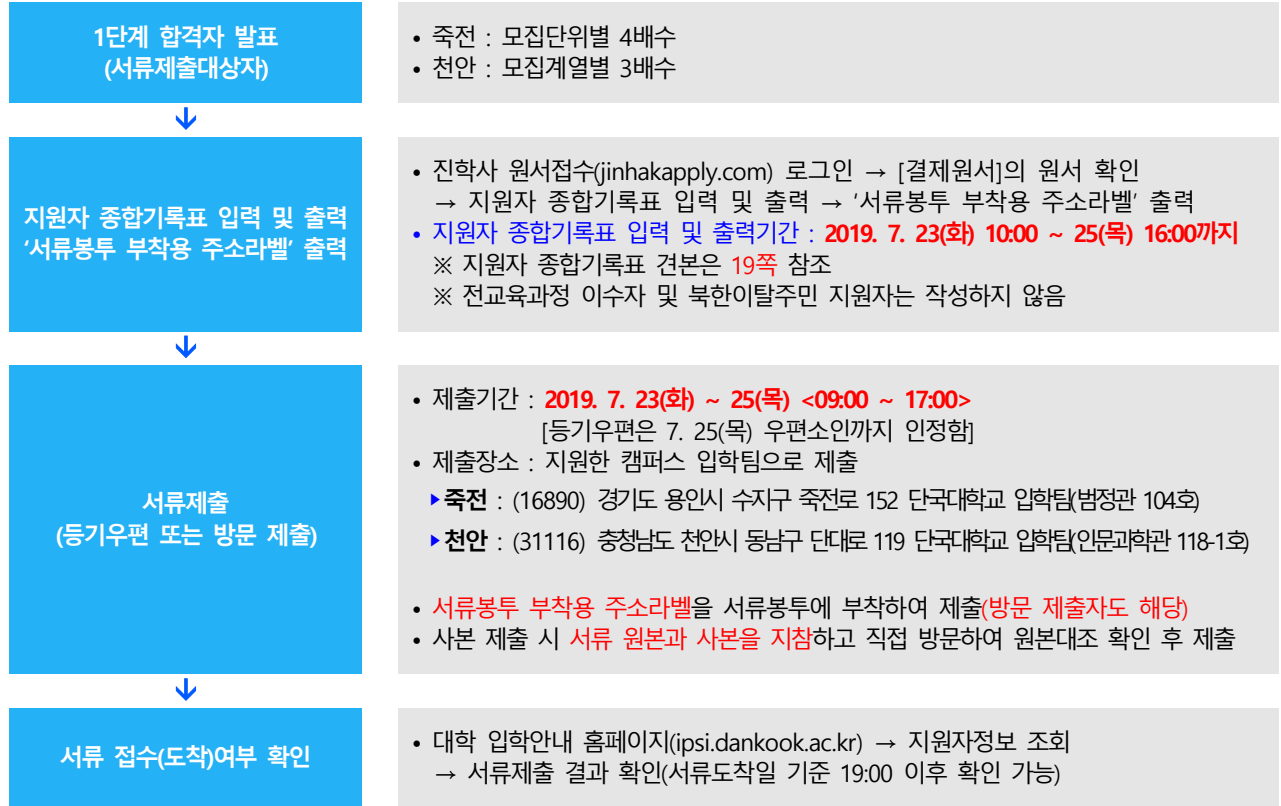 1단계 합격자 발표
(서류제출대상자)
• 죽전 : 모집단위별 4배수
• 천안 : 모집계열별 3배수
지원자 종합기록표 입력 및 출력
‘서류봉투 부착용 주소라벨’ 출력
• 진학사 원서접수(jinhakapply.com) 로그인 → [결제원서]의 원서 확인
→ 지원자 종합기록표 입력 및 출력 → ‘서류봉투 부착용 주소라벨’ 출력
• 지원자 종합기록표 입력 및 출력기간 : 2019. 7. 23(화) 10:00 ~ 25(목) 16:00까지
※ 지원자 종합기록표 견본은 19쪽 참조
※ 전교육과정 이수자 및 북한이탈주민 지원자는 작성하지 않음
서류제출
(등기우편 또는 방문 제출)
• 제출기간 : 2019. 7. 23(화) ~ 25(목) <09:00 ~ 17:00>
[등기우편은 7. 25(목) 우편소인까지 인정함]
• 제출장소 : 지원한 캠퍼스 입학팀으로 제출
▶죽전 : (16890) 경기도 용인시 수지구 죽전로 152 단국대학교 입학팀(범정관 104호)
▶천안 : (31116) 충청남도 천안시 동남구 단대로 119 단국대학교 입학팀(인문과학관 118-1호)
• 서류봉투 부착용 주소라벨을 서류봉투에 부착하여 제출(방문 제출자도 해당)
• 사본 제출 시 서류 원본과 사본을 지참하고 직접 방문하여 원본대조 확인 후 제출
서류 접수(도착)여부 확인
• 대학 입학안내 홈페이지(ipsi.dankook.ac.kr) → 지원자정보 조회
→ 서류제출 결과 확인(서류도착일 기준 19:00 이후 확인 가능)